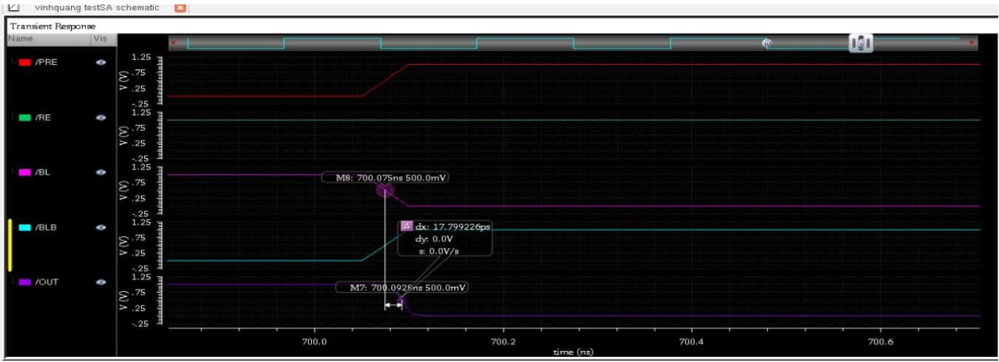 vinhquang testSA schematic
Transient Response
Name Vis
/PRE
V (V)
1.25
.75
.25
-.25
/RE
V (V)
1.25
.75
.25
-.25
/BL
V (V)
1.25
.75
.25
-.25
M8: 700.075ns 500.0mV
/BLB
V (V)
1.25
.75
.25
-.25
dx: 17.799226ps
dy: 0.0V
s: 0.0V/s
/OUT
V (V)
1.25
.75
.25
-.25
M7: 700.0928ns 500.0mV
700.0 700.2 700.4 700.6
time (ns)